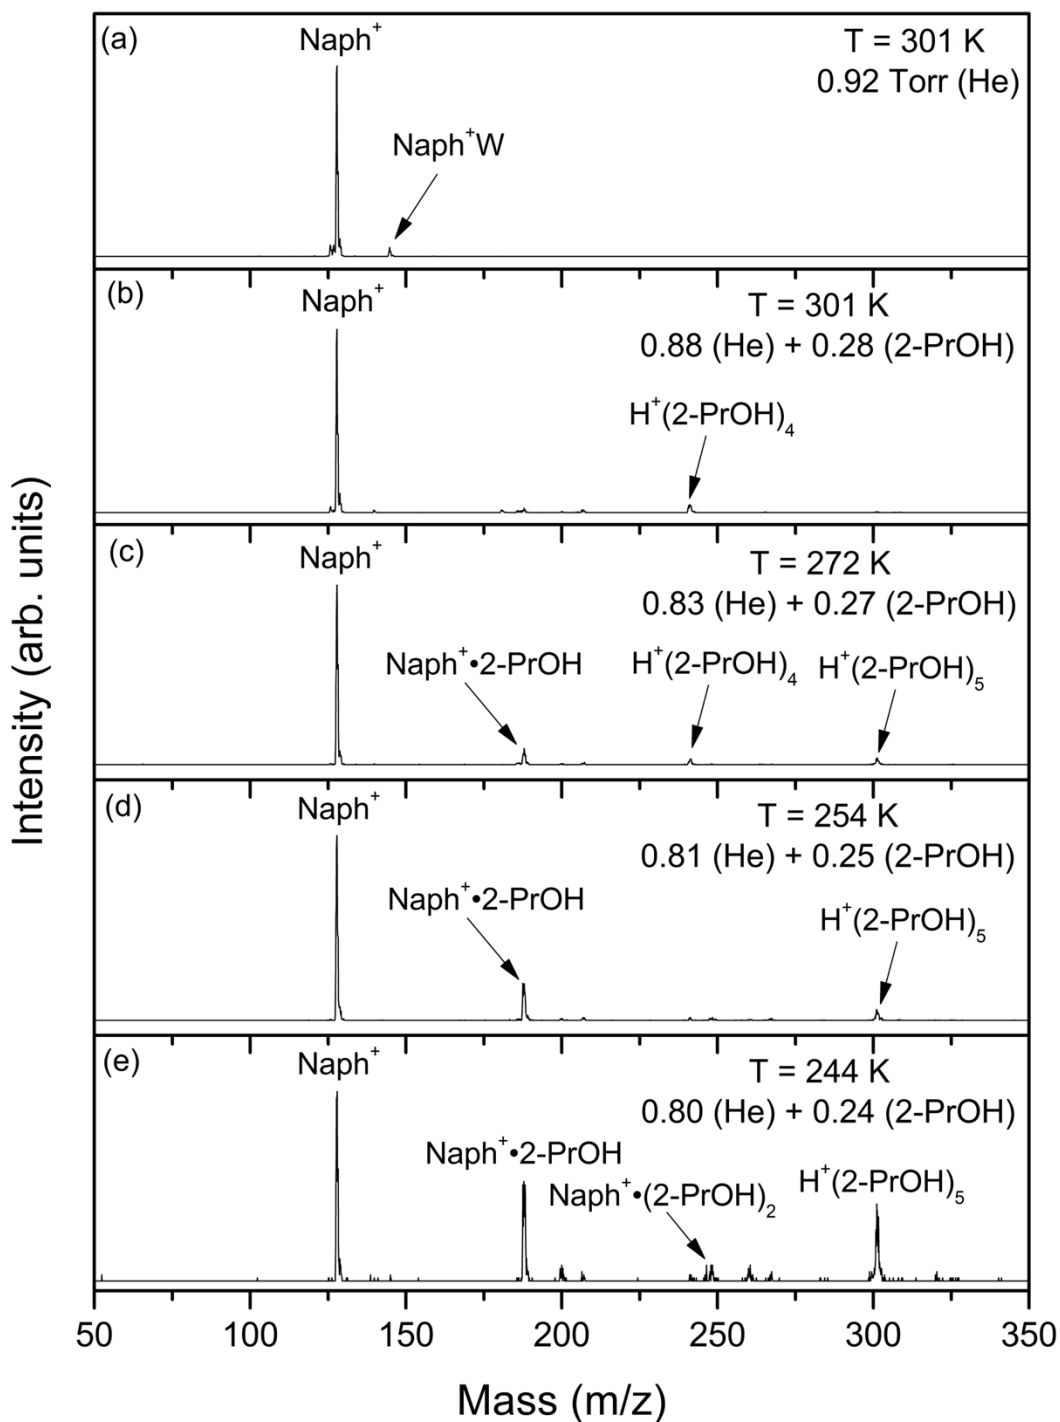 Intensity (arb. units)
(a)
Naph⁺
T = 301 K
0.92 Torr (He)
Naph⁺W
(b)
Naph⁺
T = 301 K
0.88 (He) + 0.28 (2-PrOH)
H⁺(2-PrOH)₄
(c)
Naph⁺
T = 272 K
0.83 (He) + 0.27 (2-PrOH)
Naph⁺•2-PrOH
H⁺(2-PrOH)₄
H⁺(2-PrOH)₅
(d)
Naph⁺
T = 254 K
0.81 (He) + 0.25 (2-PrOH)
Naph⁺•2-PrOH
H⁺(2-PrOH)₅
(e)
Naph⁺
T = 244 K
0.80 (He) + 0.24 (2-PrOH)
Naph⁺•2-PrOH
Naph⁺•(2-PrOH)₂
H⁺(2-PrOH)₅
50 100 150 200 250 300 350
Mass (m/z)